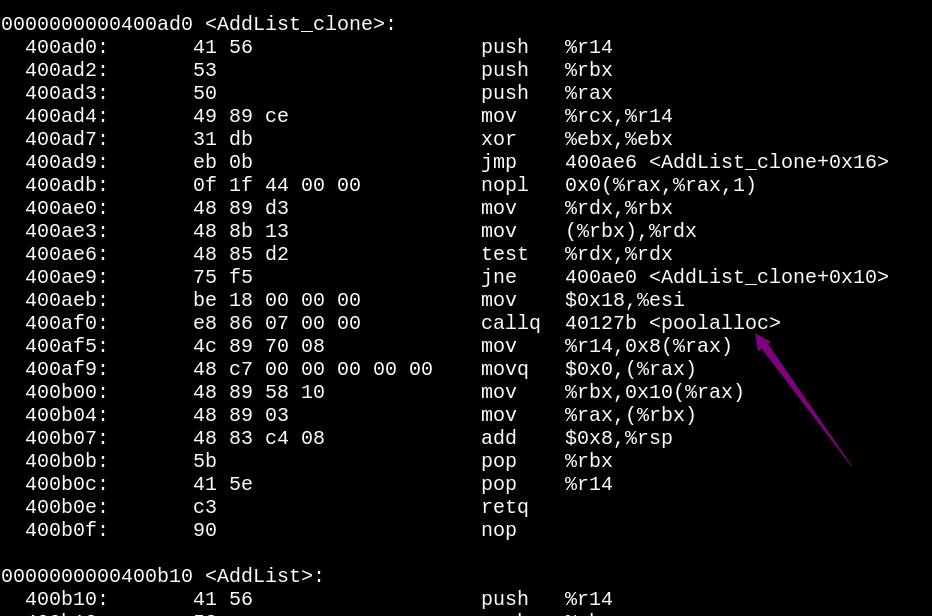 0000000000400ad0 <AddList_clone>:
400ad0: 41 56 push %r14
400ad2: 53 push %rbx
400ad3: 50 push %rax
400ad4: 49 89 ce mov %rcx,%r14
400ad7: 31 db xor %ebx,%ebx
400ad9: eb 0b jmp 400ae6 <AddList_clone+0x16>
400adb: 0f 1f 44 00 00 nopl 0x0(%rax,%rax,1)
400ae0: 48 89 d3 mov %rdx,%rbx
400ae3: 48 8b 13 mov (%rbx),%rdx
400ae6: 48 85 d2 test %rdx,%rdx
400ae9: 75 f5 jne 400ae0 <AddList_clone+0x10>
400aeb: be 18 00 00 00 mov $0x18,%esi
400af0: e8 86 07 00 00 callq 40127b <poolalloc>
400af5: 4c 89 70 08 mov %r14,0x8(%rax)
400af9: 48 c7 00 00 00 00 00 movq $0x0,(%rax)
400b00: 48 89 58 10 mov %rbx,0x10(%rax)
400b04: 48 89 03 mov %rax,(%rbx)
400b07: 48 83 c4 08 add $0x8,%rsp
400b0b: 5b pop %rbx
400b0c: 41 5e pop %r14
400b0e: c3 retq
400b0f: 90 nop
0000000000400b10 <AddList>:
400b10: 41 56 push %r14